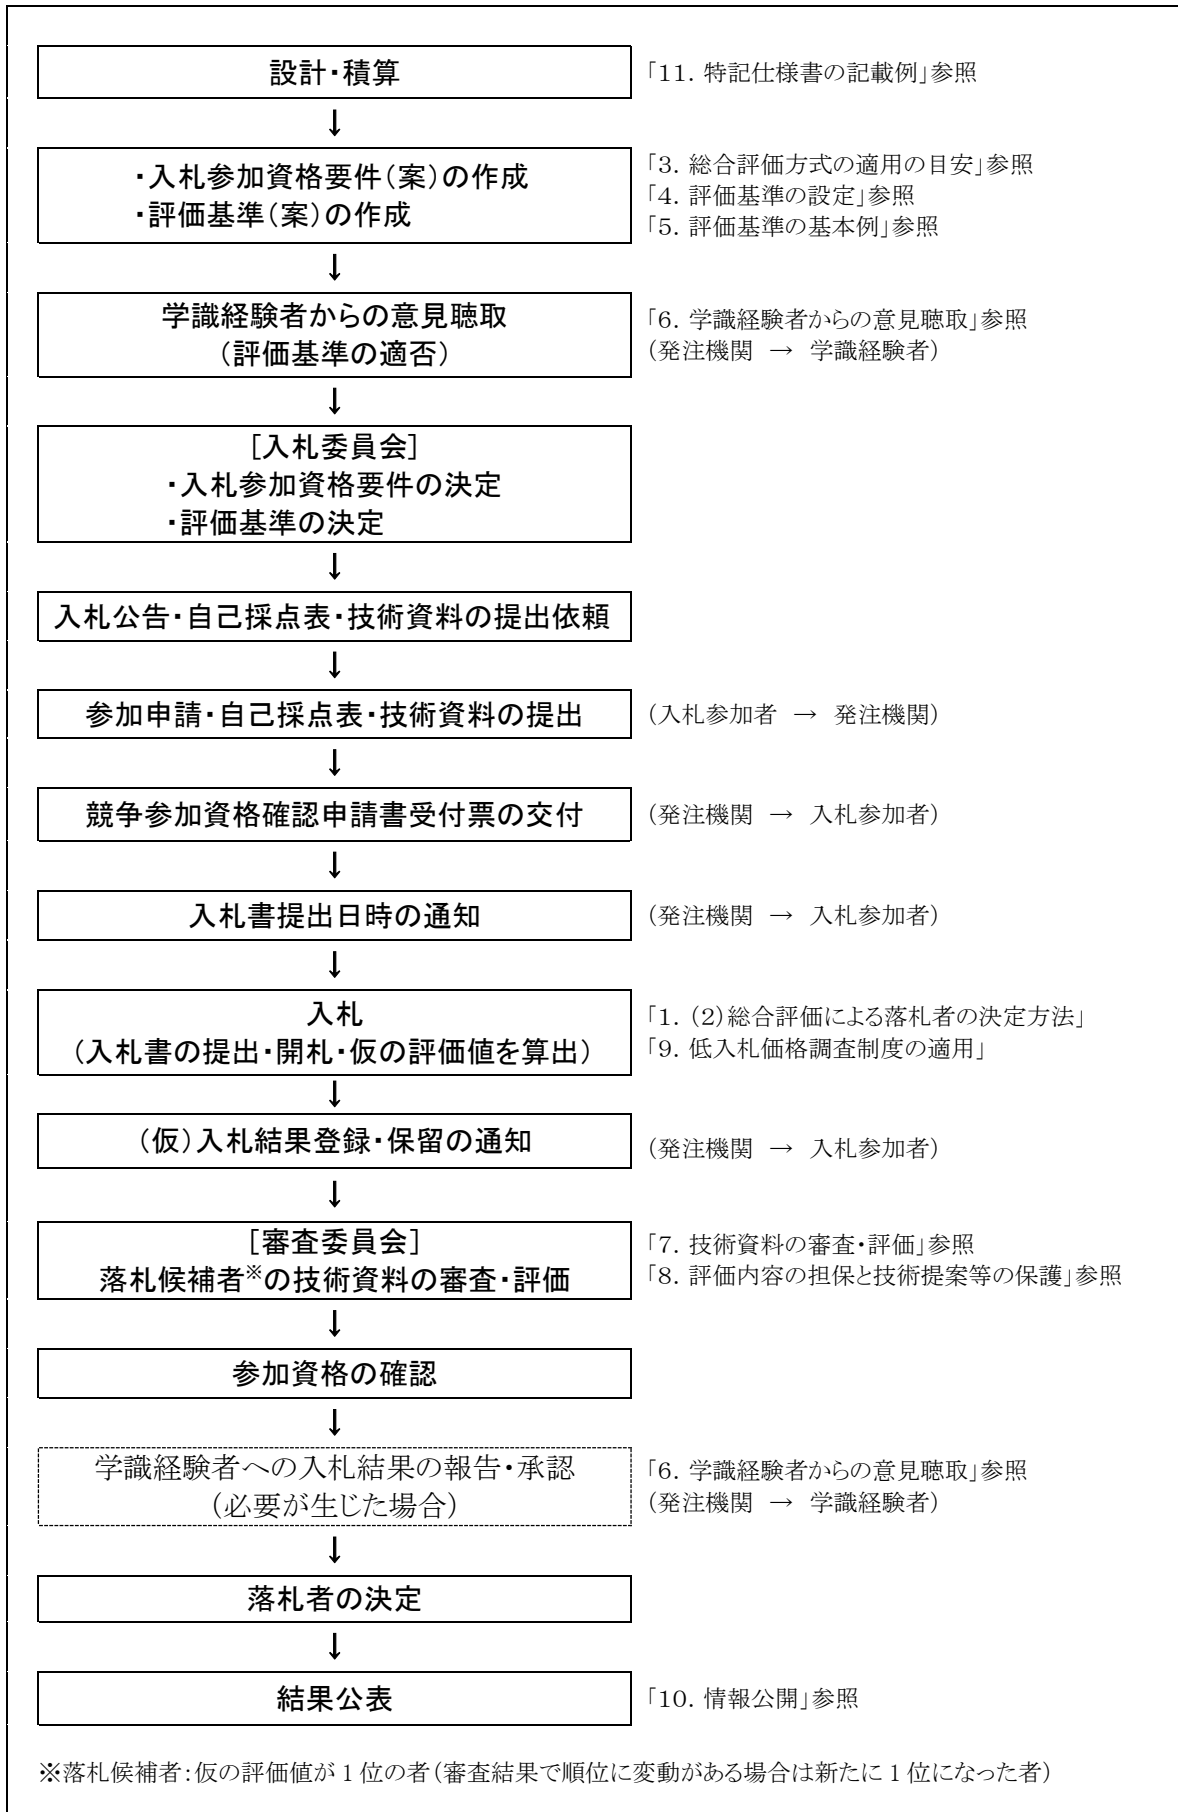 設計・積算
「11. 特記仕様書の記載例」参照
↓
・入札参加資格要件(案)の作成
・評価基準(案)の作成
「3. 総合評価方式の適用の目安」参照
「4. 評価基準の設定」参照
「5. 評価基準の基本例」参照
↓
学識経験者からの意見聴取
(評価基準の適否)
「6. 学識経験者からの意見聴取」参照
(発注機関 → 学識経験者)
↓
[入札委員会]
・入札参加資格要件の決定
・評価基準の決定
↓
入札公告・自己採点表・技術資料の提出依頼
↓
参加申請・自己採点表・技術資料の提出
(入札参加者 → 発注機関)
↓
競争参加資格確認申請書受付票の交付
(発注機関 → 入札参加者)
↓
入札書提出日時の通知
(発注機関 → 入札参加者)
↓
入札
(入札書の提出・開札・仮の評価値を算出)
「1. (2)総合評価による落札者の決定方法」
「9. 低入札価格調査制度の適用」
↓
(仮)入札結果登録・保留の通知
(発注機関 → 入札参加者)
↓
[審査委員会]
落札候補者※の技術資料の審査・評価
「7. 技術資料の審査・評価」参照
「8. 評価内容の担保と技術提案等の保護」参照
↓
参加資格の確認
↓
学識経験者への入札結果の報告・承認
(必要が生じた場合)
「6. 学識経験者からの意見聴取」参照
(発注機関 → 学識経験者)
↓
落札者の決定
↓
結果公表
「10. 情報公開」参照
※落札候補者:仮の評価値が 1 位の者(審査結果で順位に変動がある場合は新たに 1 位になった者)